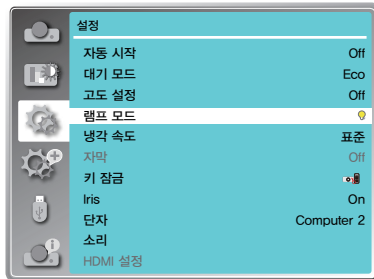 설정
자동 시작 Off
대기 모드 Eco
고도 설정 Off
램프 모드
냉각 속도 표준
자막 Off
키 잠금
Iris On
단자 Computer 2
소리
HDMI 설정